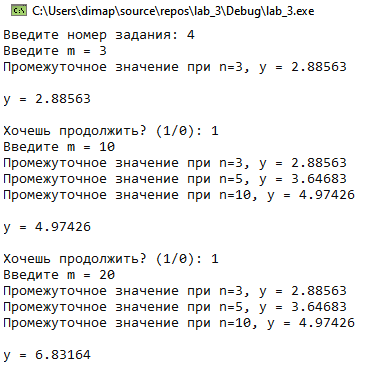 C:\Users\dimap\source\repos\lab_3\Debug\lab_3.exe
Введите номер задания: 4
Введите m = 3
Промежуточное значение при n=3, y = 2.88563
y = 2.88563
Хочешь продолжить? (1/0): 1
Введите m = 10
Промежуточное значение при n=3, y = 2.88563
Промежуточное значение при n=5, y = 3.64683
Промежуточное значение при n=10, y = 4.97426
y = 4.97426
Хочешь продолжить? (1/0): 1
Введите m = 20
Промежуточное значение при n=3, y = 2.88563
Промежуточное значение при n=5, y = 3.64683
Промежуточное значение при n=10, y = 4.97426
y = 6.83164